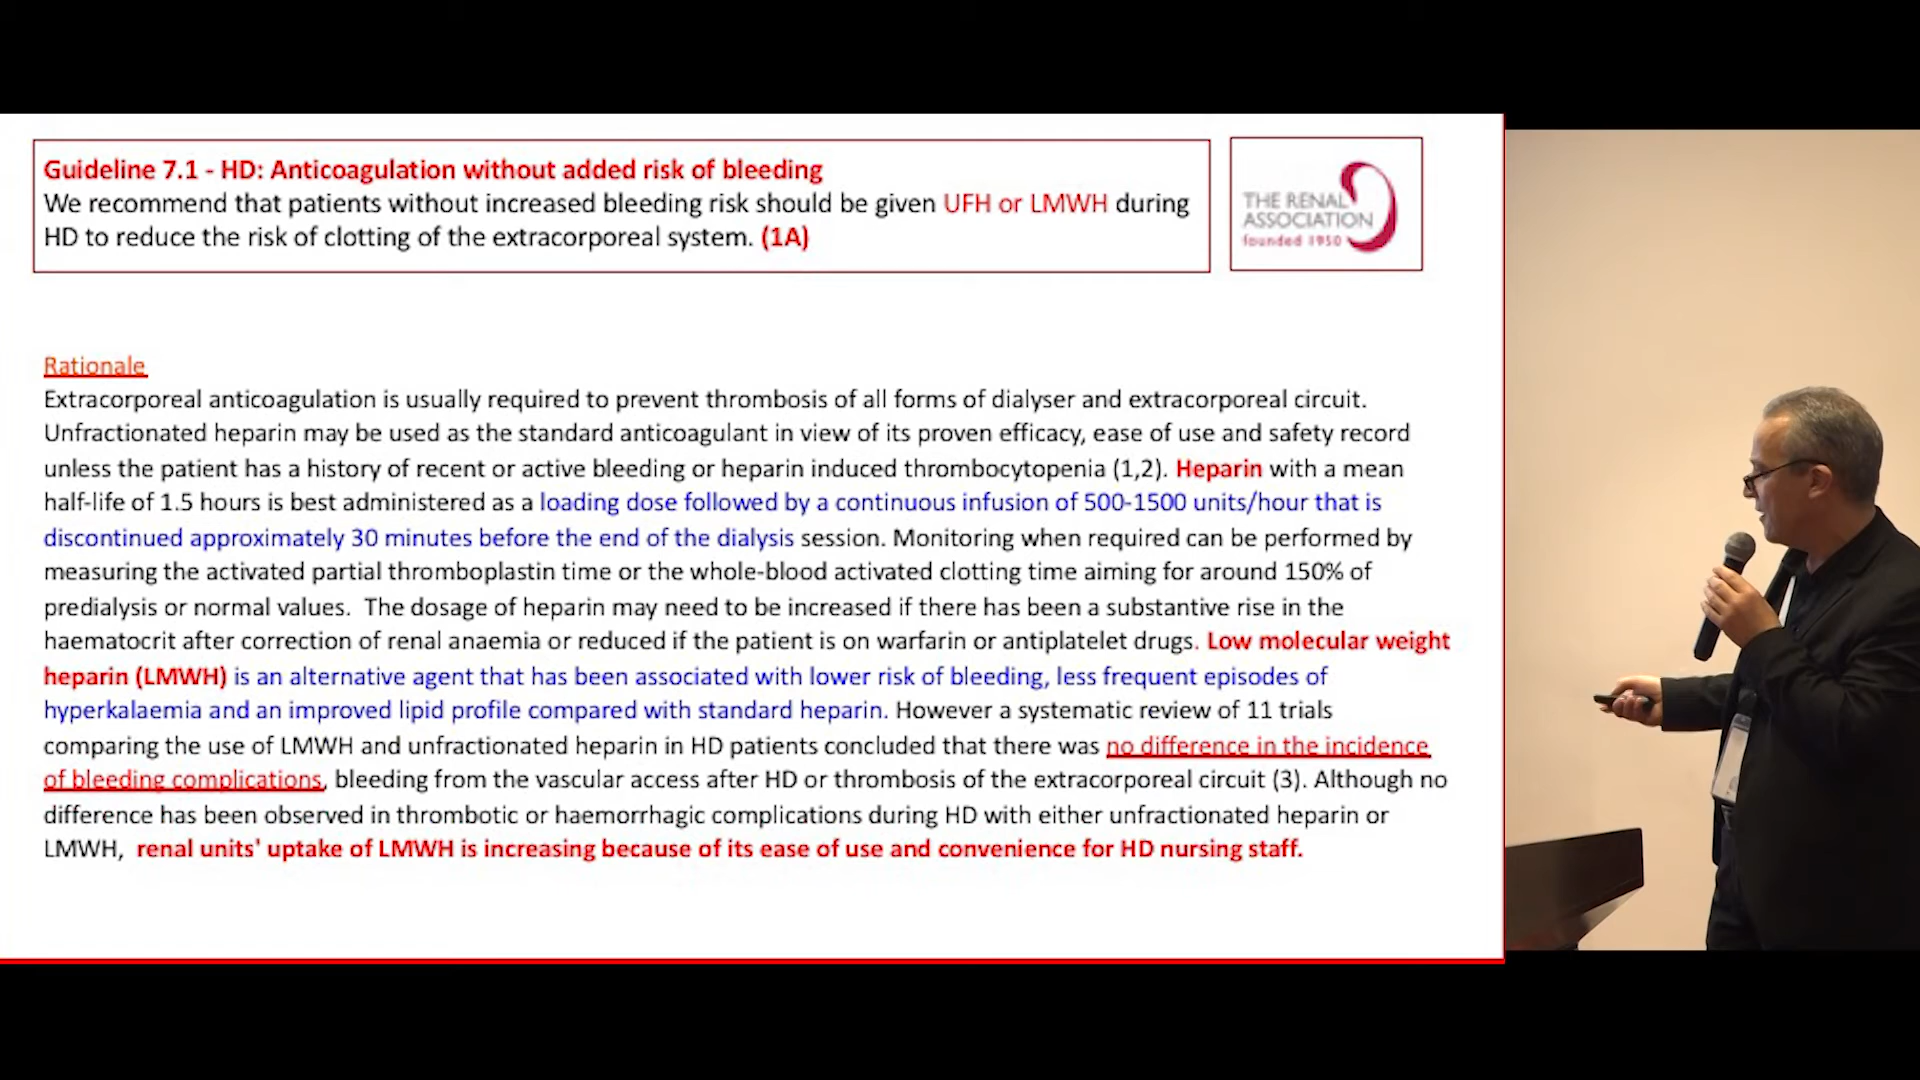 Guideline 7.1 - HD: Anticoagulation without added risk of bleeding
We recommend that patients without increased bleeding risk should be given UFH or LMWH during
HD to reduce the risk of clotting of the extracorporeal system. (1A)
THE RENAL
ASSOCIATION
founded 1950
Rationale
Extracorporeal anticoagulation is usually required to prevent thrombosis of all forms of dialyser and extracorporeal circuit.
Unfractionated heparin may be used as the standard anticoagulant in view of its proven efficacy, ease of use and safety record
unless the patient has a history of recent or active bleeding or heparin induced thrombocytopenia (1,2). Heparin with a mean
half-life of 1.5 hours is best administered as a loading dose followed by a continuous infusion of 500-1500 units/hour that is
discontinued approximately 30 minutes before the end of the dialysis session. Monitoring when required can be performed by
measuring the activated partial thromboplastin time or the whole-blood activated clotting time aiming for around 150% of
predialysis or normal values. The dosage of heparin may need to be increased if there has been a substantive rise in the
haematocrit after correction of renal anaemia or reduced if the patient is on warfarin or antiplatelet drugs. Low molecular weight
heparin (LMWH) is an alternative agent that has been associated with lower risk of bleeding, less frequent episodes of
hyperkalaemia and an improved lipid profile compared with standard heparin. However a systematic review of 11 trials
comparing the use of LMWH and unfractionated heparin in HD patients concluded that there was no difference in the incidence
of bleeding complications, bleeding from the vascular access after HD or thrombosis of the extracorporeal circuit (3). Although no
difference has been observed in thrombotic or haemorrhagic complications during HD with either unfractionated heparin or
LMWH, renal units' uptake of LMWH is increasing because of its ease of use and convenience for HD nursing staff.